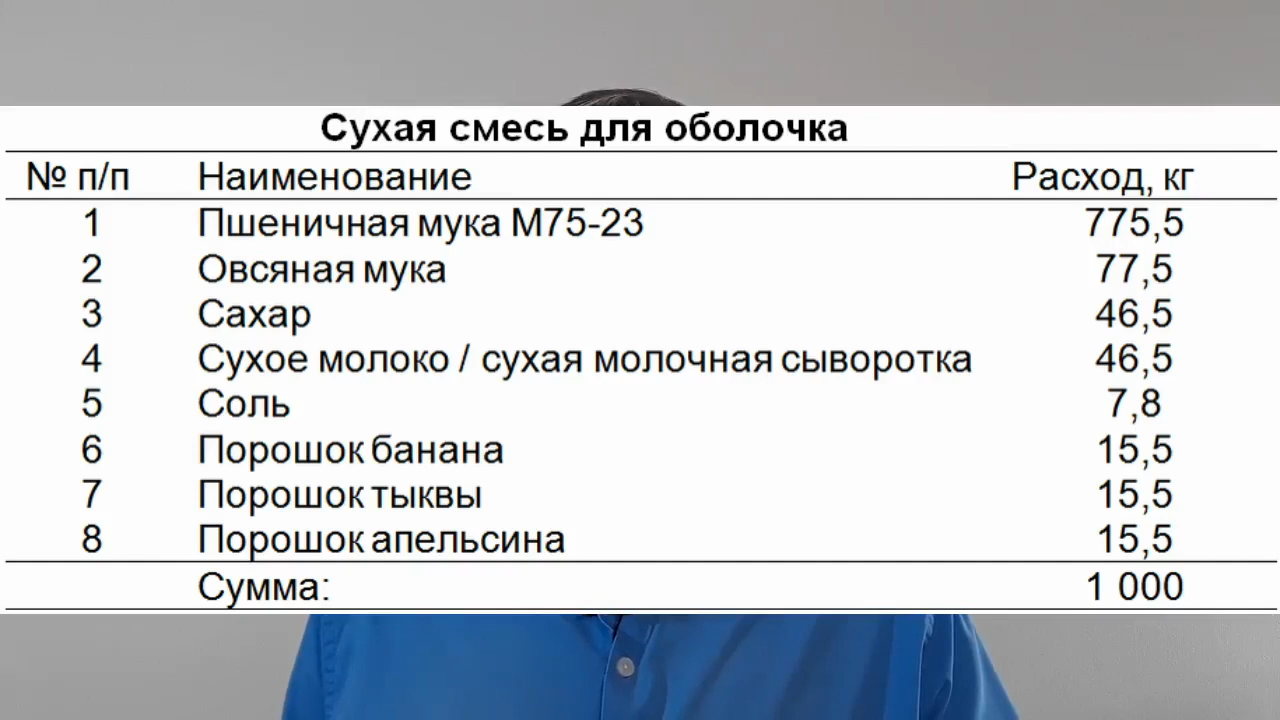 Сухая смесь для оболочка
№ п/п Наименование Расход, кг
1 Пшеничная мука М75-23 775,5
2 Овсяная мука 77,5
3 Сахар 46,5
4 Сухое молоко / сухая молочная сыворотка 46,5
5 Соль 7,8
6 Порошок банана 15,5
7 Порошок тыквы 15,5
8 Порошок апельсина 15,5
Сумма: 1 000